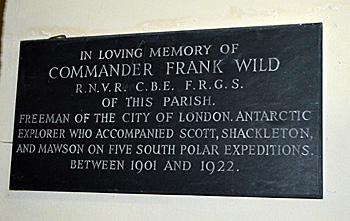 IN LOVING MEMORY OF
COMMANDER FRANK WILD
R.N.V.R. C.B.E. F.R.G.S.
OF THIS PARISH.
FREEMAN OF THE CITY OF LONDON. ANTARCTIC
EXPLORER WHO ACCOMPANIED SCOTT, SHACKLETON,
AND MAWSON ON FIVE SOUTH POLAR EXPEDITIONS.
BETWEEN 1901 AND 1922.